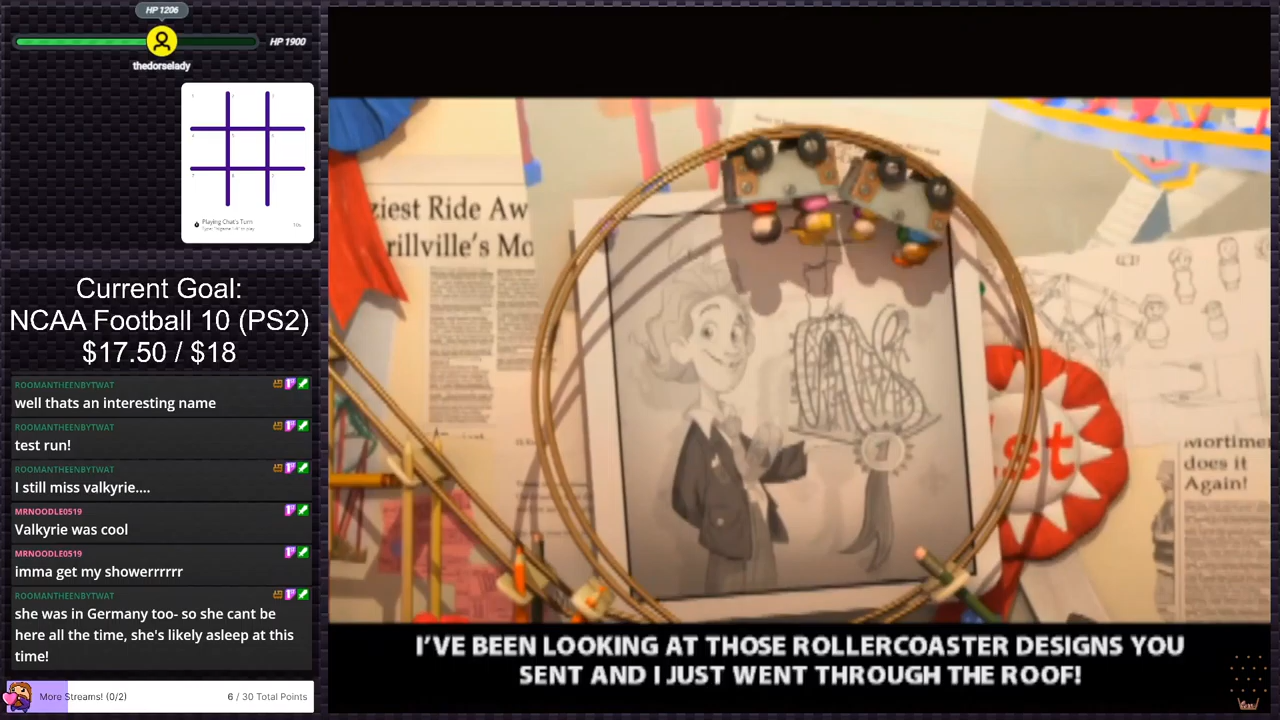 HP 1206
HP 1900
thedorselady
Playing Chat's Turn
Current Goal:
NCAA Football 10 (PS2)
$17.50 / $18
ROOMANTHEENBYTWAT
well thats an interesting name
ROOMANTHEENBYTWAT
test run!
ROOMANTHEENBYTWAT
I still miss valkyrie....
MRNOODLE0519
Valkyrie was cool
MRNOODLE0519
imma get my showerrrrr
ROOMANTHEENBYTWAT
she was in Germany too- so she cant be
here all the time, she's likely asleep at this
time!
More Streams! (0/2)
6 / 30 Total Points
ziest Ride Aw
rillville's Mo
1
1st
Mortimer
does it
Again!
I'VE BEEN LOOKING AT THOSE ROLLERCOASTER DESIGNS YOU
SENT AND I JUST WENT THROUGH THE ROOF!